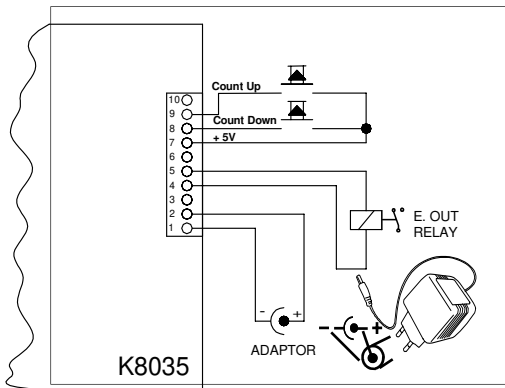 Count Up
10
9
Count Down
8
+ 5V
7
6
5
4
3
2
1
E. OUT
RELAY
- +
- +
ADAPTOR
K8035